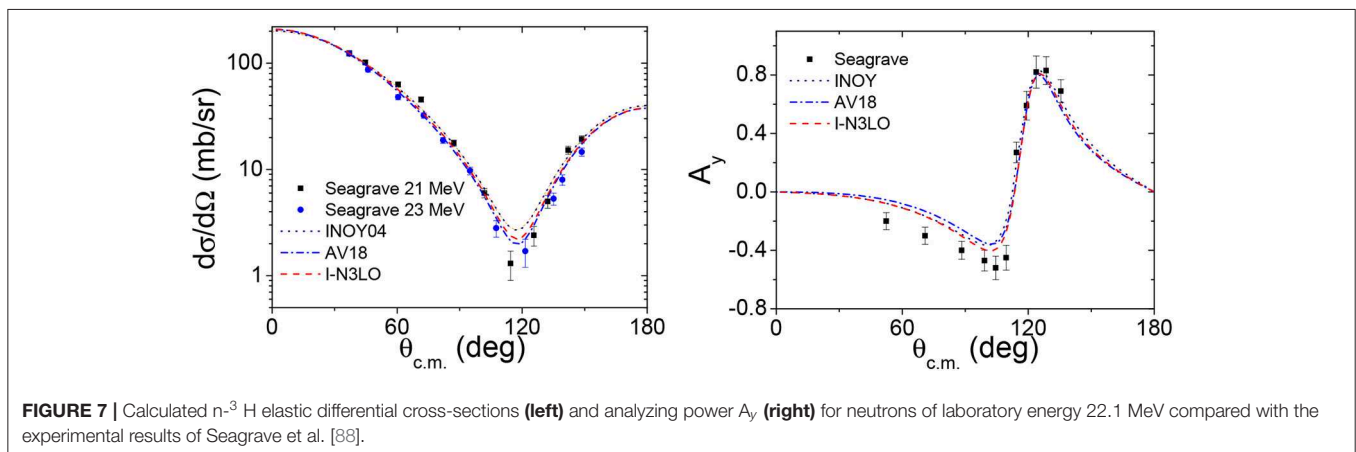 100
10
1
dσ/dΩ (mb/sr)
Seagrave 21 MeV
Seagrave 23 MeV
INOY04
AV18
I-N3LO
0 60 120 180
θc.m. (deg)
0.8
0.4
0.0
-0.4
-0.8
Ay
Seagrave
INOY
AV18
I-N3LO
0 60 120 180
θc.m. (deg)
FIGURE 7 | Calculated n-³ H elastic differential cross-sections (left) and analyzing power Ay (right) for neutrons of laboratory energy 22.1 MeV compared with the
experimental results of Seagrave et al. [88].